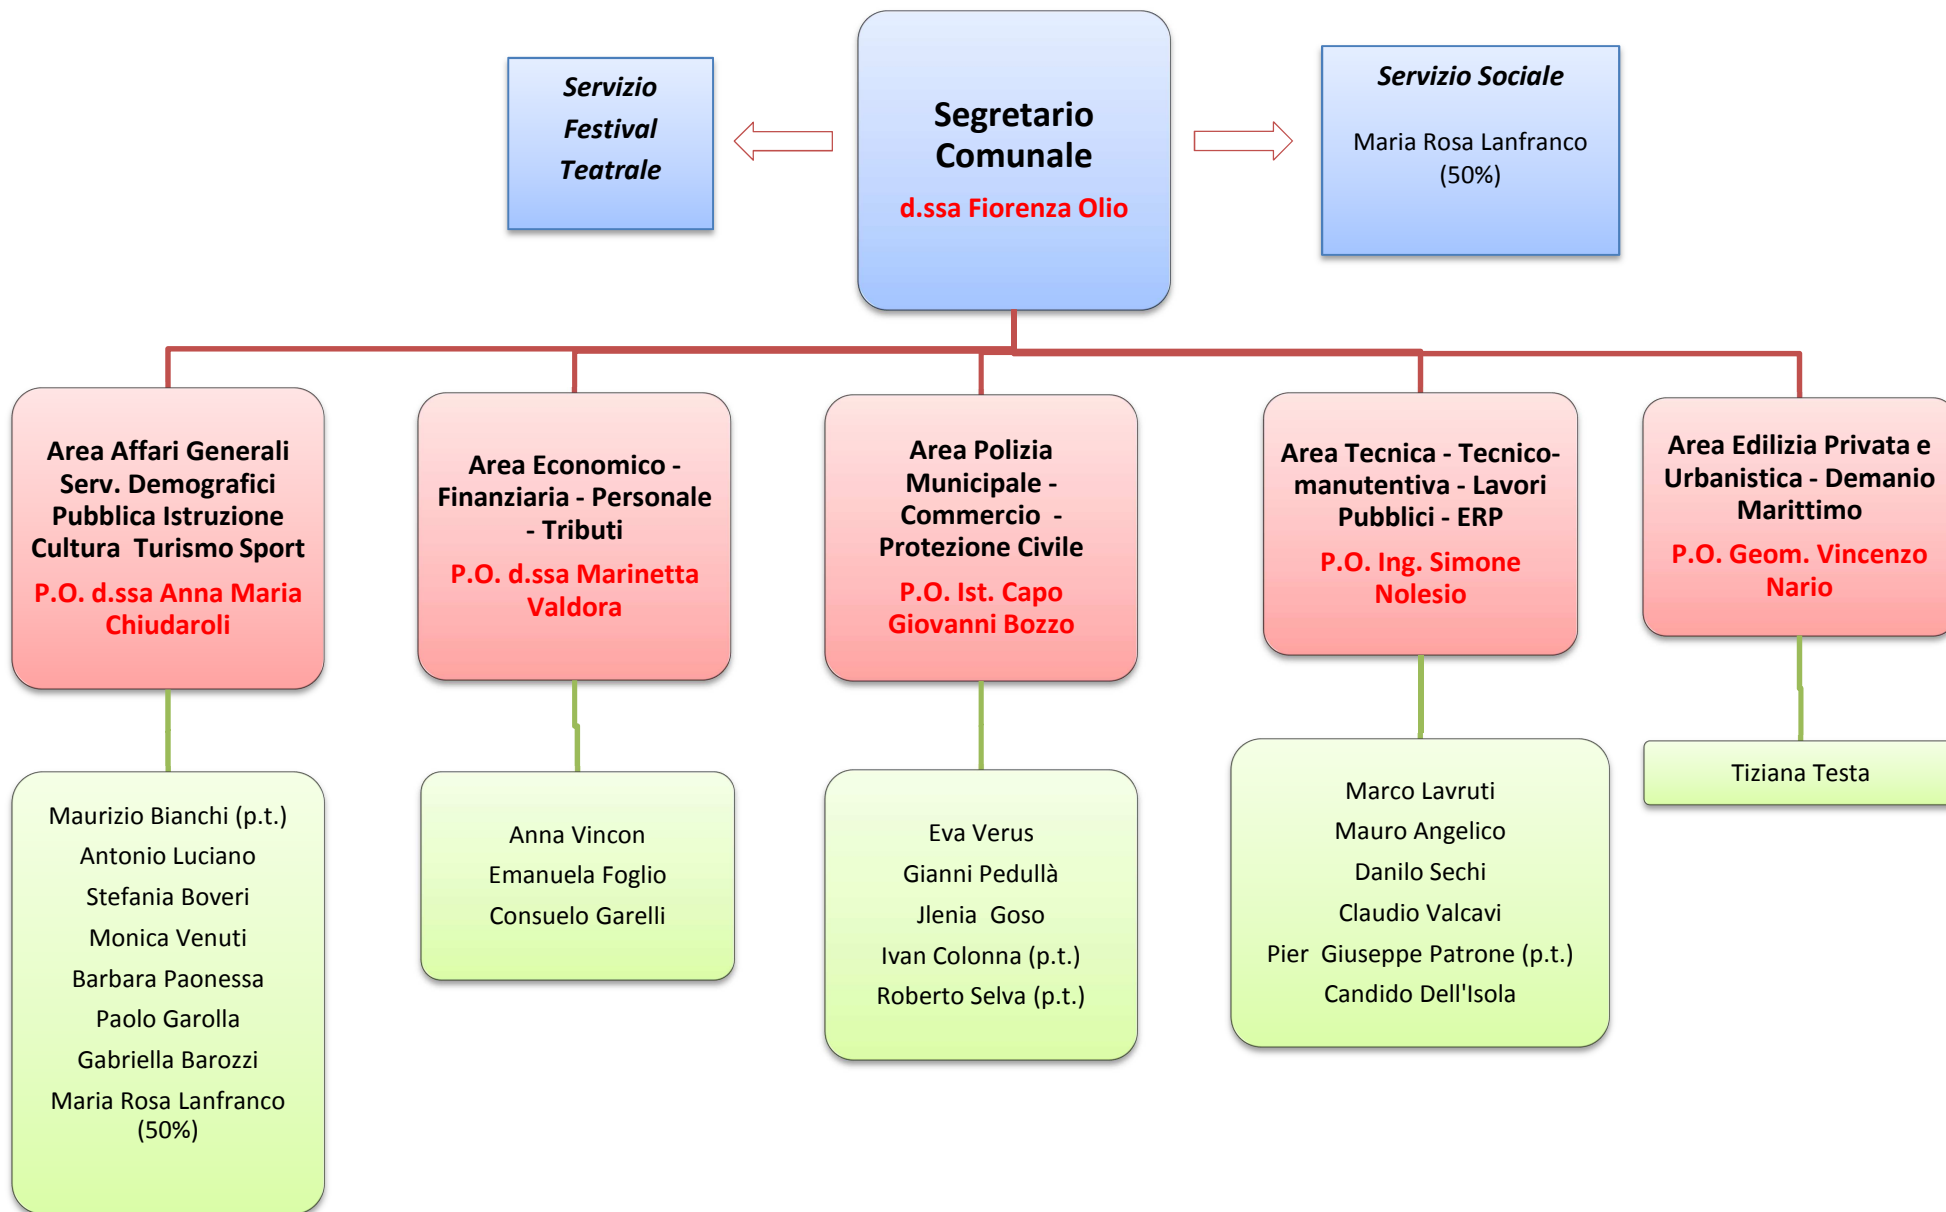 Servizio
Festival
Teatrale
Segretario
Comunale
d.ssa Fiorenza Olio
Servizio Sociale
Maria Rosa Lanfranco
(50%)
Area Affari Generali
Serv. Demografici
Pubblica Istruzione
Cultura  Turismo Sport
P.O. d.ssa Anna Maria
Chiudaroli
Area Economico -
Finanziaria - Personale
- Tributi
P.O. d.ssa Marinetta
Valdora
Area Polizia
Municipale -
Commercio  -
Protezione Civile
P.O. Ist. Capo
Giovanni Bozzo
Area Tecnica - Tecnico-
manutentiva - Lavori
Pubblici - ERP
P.O. Ing. Simone
Nolesio
Area Edilizia Privata e
Urbanistica - Demanio
Marittimo
P.O. Geom. Vincenzo
Nario
Maurizio Bianchi (p.t.)
Antonio Luciano
Stefania Boveri
Monica Venuti
Barbara Paonessa
Paolo Garolla
Gabriella Barozzi
Maria Rosa Lanfranco
(50%)
Anna Vincon
Emanuela Foglio
Consuelo Garelli
Eva Verus
Gianni Pedullà
Jlenia  Goso
Ivan Colonna (p.t.)
Roberto Selva (p.t.)
Marco Lavruti
Mauro Angelico
Danilo Sechi
Claudio Valcavi
Pier  Giuseppe Patrone (p.t.)
Candido Dell'Isola
Tiziana Testa